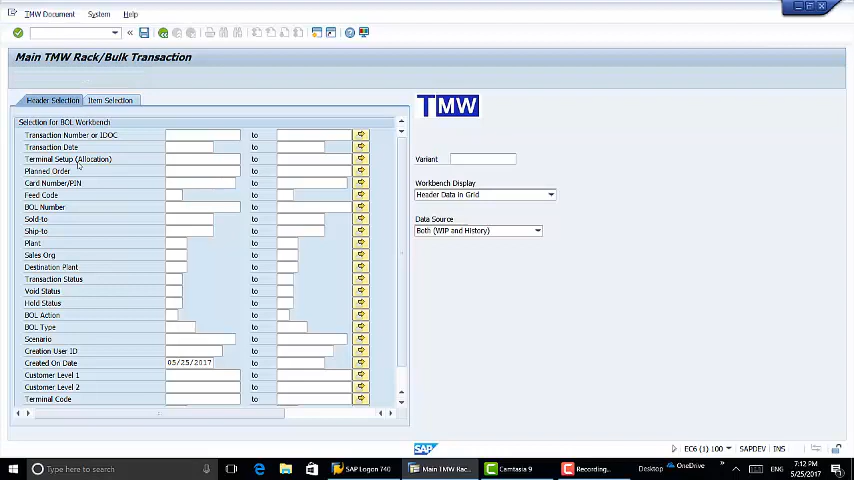 TMW Document System Help
Main TMW Rack/Bulk Transaction
Header Selection Item Selection
TMW
Selection for BOL Workbench
Transaction Number or IDOC to
Transaction Date to
Terminal Setup (Allocation) to
Variant
Planned Order to
Card Number/PIN to
Workbench Display
Feed Code to
Header Data in Grid
BOL Number to
Sold-to to
Data Source
Ship-to to
Both (WIP and History)
Plant to
Sales Org to
Destination Plant to
Transaction Status to
Void Status to
Hold Status to
BOL Action to
BOL Type to
Scenario to
Creation User ID to
Created On Date 05/25/2017 to
Customer Level 1 to
Customer Level 2 to
Terminal Code to
SAP
EC6 (1) 100 SAPDEV INS
Type here to search
SAP Logon 740
Main TMW Rac...
Camtasia 9
Recording...
Desktop
OneDrive
ENG
7:12 PM
5/25/2017